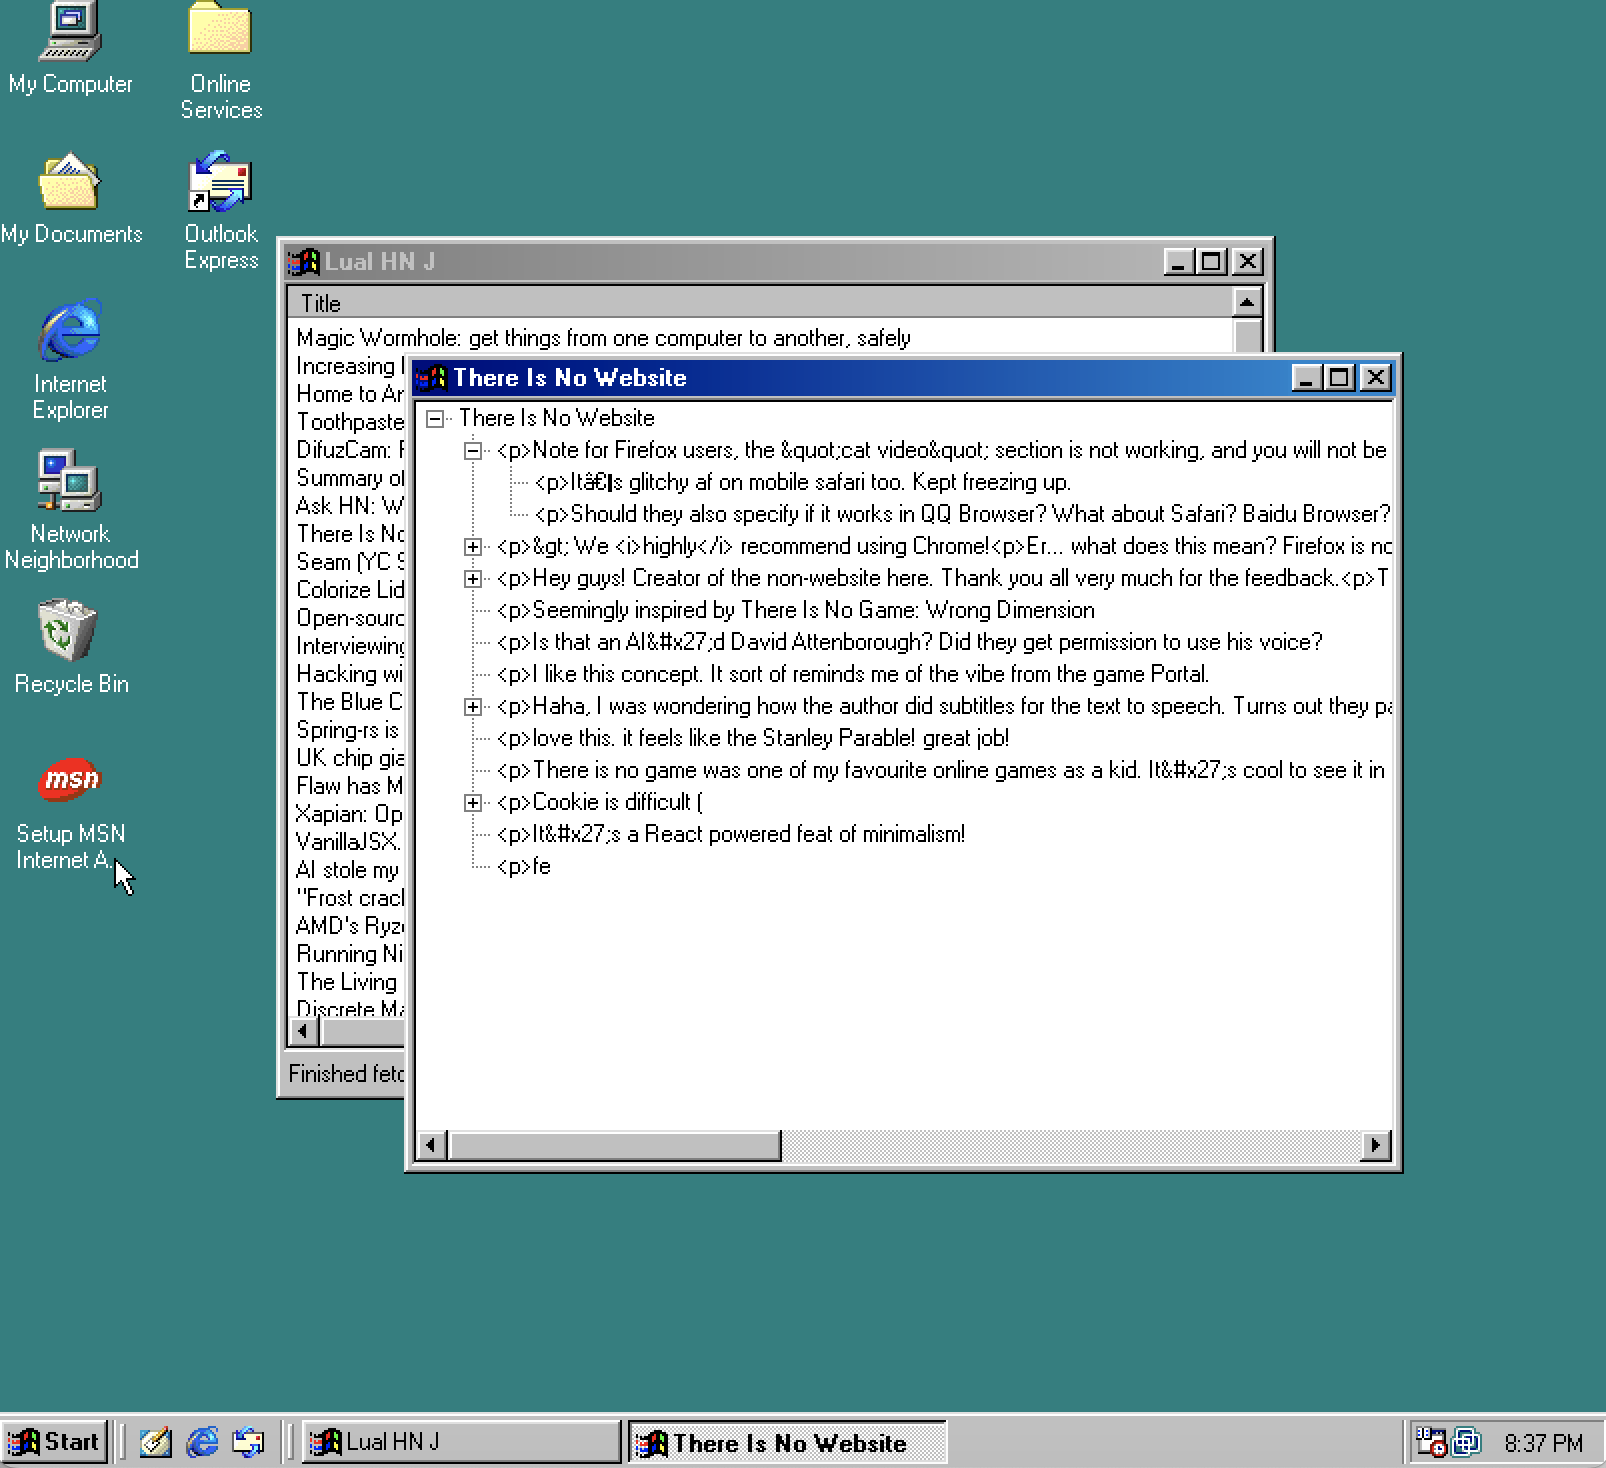 My Computer
Online
Services
My Documents
Outlook
Express
Internet
Explorer
Network
Neighborhood
Recycle Bin
msn
Setup MSN
Internet A...
Lual HN J
Title
Magic Wormhole: get things from one computer to another, safely
Increasing
Home to Ar
Toothpaste
DifuzCam: F
Summary of
Ask HN: W
There Is No
Seam (YC S
Colorize Lid
Open-sourc
Interviewing
Hacking wi
The Blue C
Spring-rs is
UK chip gia
Flaw has M
Xapian: Op
VanillaJSX.
AI stole my
"Frost crac
AMD's Ryz
Running Ni
The Living
Discrete Ma
Finished fetc
There Is No Website
There Is No Website
<p>Note for Firefox users, the &quot;cat video&quot; section is not working, and you will not be
<p>Itâ€|s glitchy af on mobile safari too. Kept freezing up.
<p>Should they also specify if it works in QQ Browser? What about Safari? Baidu Browser?
<p>&gt; We <i>highly</i> recommend using Chrome!<p>Er... what does this mean? Firefox is no
<p>Hey guys! Creator of the non-website here. Thank you all very much for the feedback.<p>T
<p>Seemingly inspired by There Is No Game: Wrong Dimension
<p>Is that an AI&#x27;d David Attenborough? Did they get permission to use his voice?
<p>I like this concept. It sort of reminds me of the vibe from the game Portal.
<p>Haha, I was wondering how the author did subtitles for the text to speech. Turns out they pa
<p>love this. it feels like the Stanley Parable! great job!
<p>There is no game was one of my favourite online games as a kid. It&#x27;s cool to see it in
<p>Cookie is difficult (
<p>It&#x27;s a React powered feat of minimalism!
<p>fe
Start
Lual HN J
There Is No Website
8:37 PM